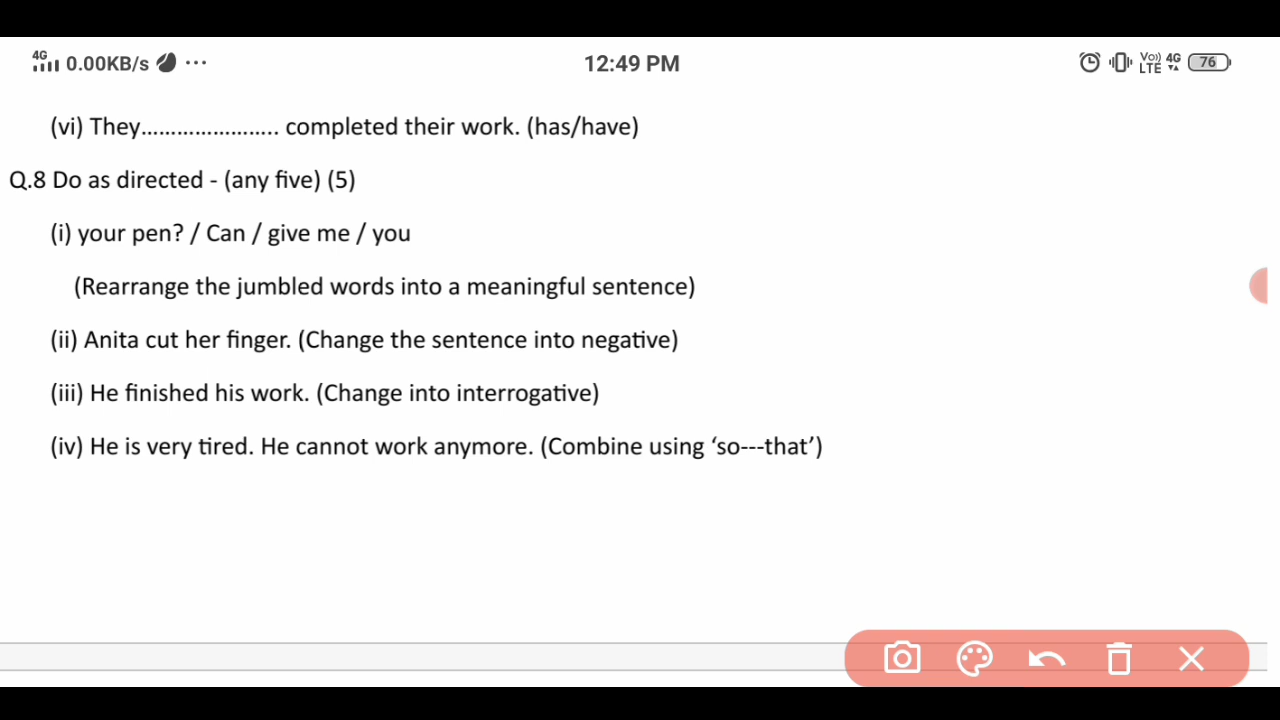 4G 0.00KB/s ... 12:49 PM Vo)) LTE 4G 76
(vi) They...................... completed their work. (has/have)
Q.8 Do as directed - (any five) (5)
(i) your pen? / Can / give me / you
(Rearrange the jumbled words into a meaningful sentence)
(ii) Anita cut her finger. (Change the sentence into negative)
(iii) He finished his work. (Change into interrogative)
(iv) He is very tired. He cannot work anymore. (Combine using ‘so---that’)